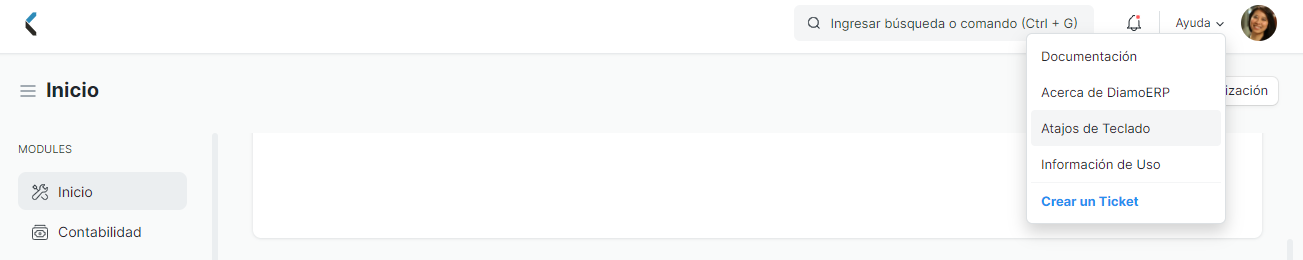 Ingresar búsqueda o comando (Ctrl + G)
Ayuda
Documentación
Inicio
Acerca de DiamoERP
ización
Atajos de Teclado
MODULES
Información de Uso
Inicio
Crear un Ticket
Contabilidad